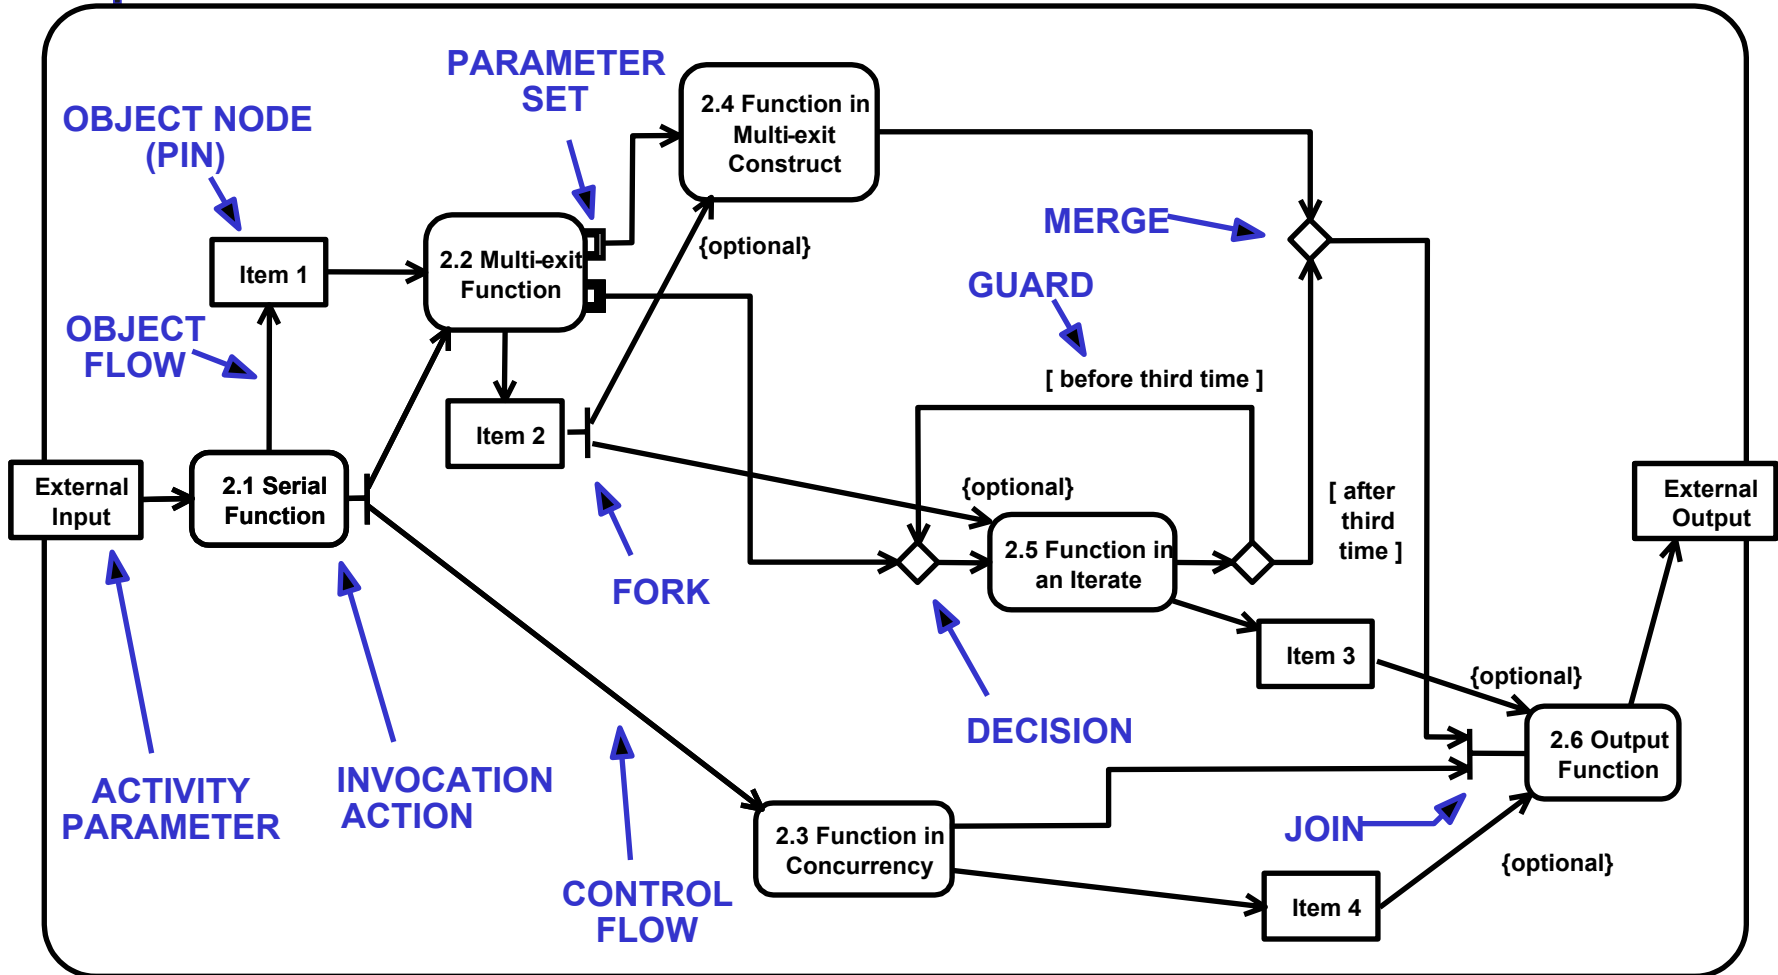 PARAMETER
SET
2.4 Function in
Multi-exit
Construct
OBJECT NODE
(PIN)
MERGE
{optional}
2.2 Multi-exit
Function
Item 1
GUARD
OBJECT
FLOW
[ before third time ]
Item 2
External
Input
2.1 Serial
Function
{optional}
[ after
third
time ]
External
Output
2.5 Function in
an Iterate
FORK
Item 3
{optional}
DECISION
2.6 Output
Function
ACTIVITY
PARAMETER
INVOCATION
ACTION
JOIN
2.3 Function in
Concurrency
{optional}
CONTROL
FLOW
Item 4